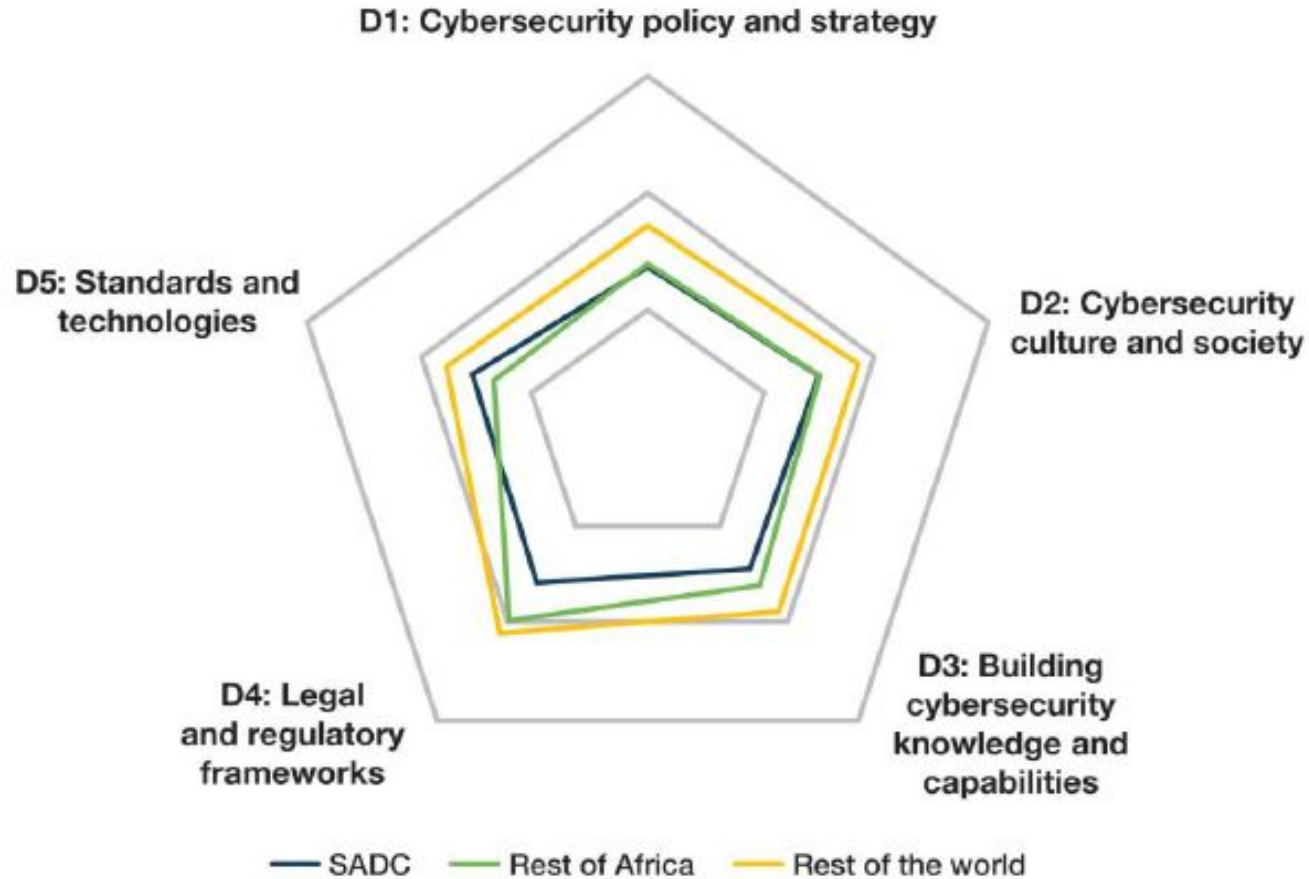 D1: Cybersecurity policy and strategy
D5: Standards and
technologies
D2: Cybersecurity
culture and society
D4: Legal
and regulatory
frameworks
D3: Building
cybersecurity
knowledge and
capabilities
SADC
Rest of Africa
Rest of the world